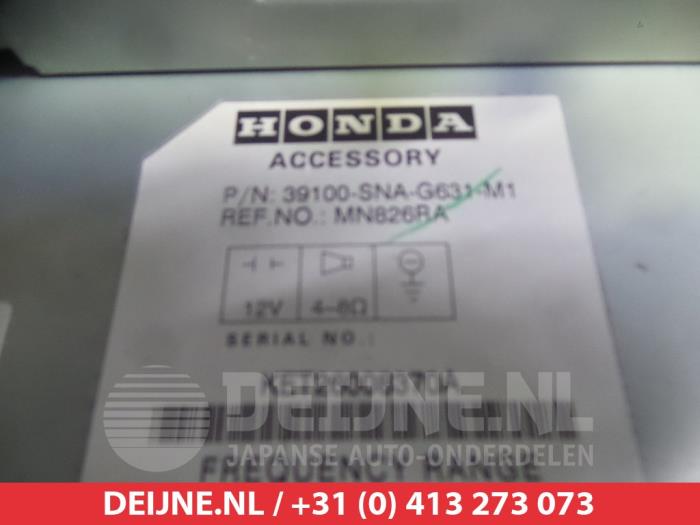 HONDA
ACCESSORY
P/N: 39100-SNA-G631-M1
REF.NO.: MN826RA
12V 4-8Ω
SERIAL NO.:
DEIJNE.NL
JAPANSE AUTO-ONDERDELEN
FREQUENCY RANGE
DEIJNE.NL / +31 (0) 413 273 073